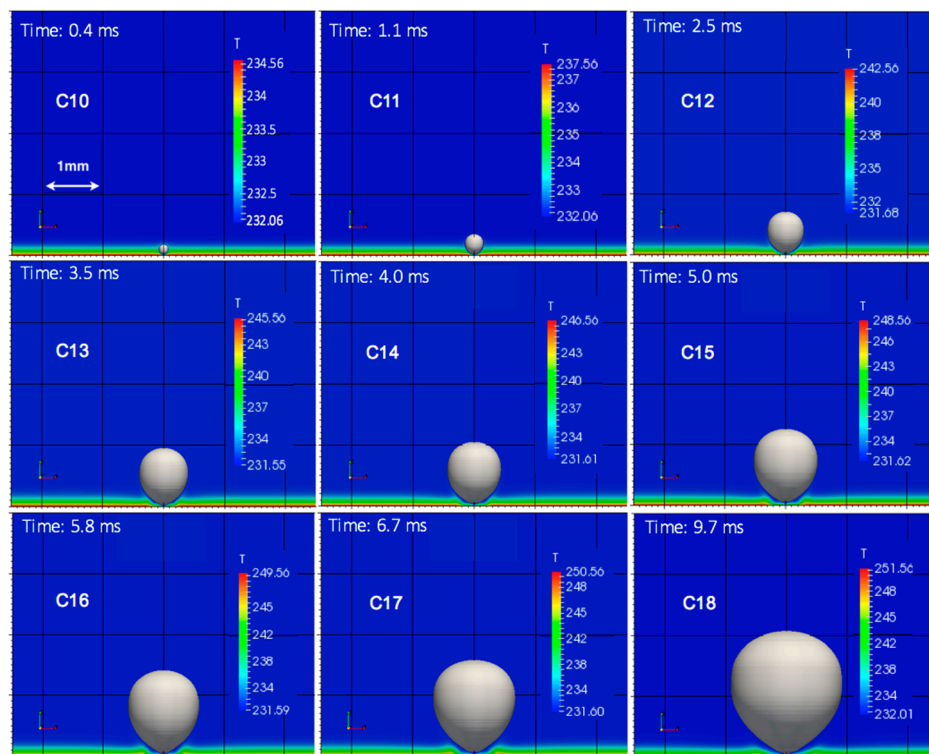 Time: 0.4 ms
T
234.56
234
233.5
233
232.5
232.06
C10
1mm
Time: 1.1 ms
T
237.56
237
236
235
234
233
232.06
C11
Time: 2.5 ms
T
242.56
240
238
235
232
231.68
C12
Time: 3.5 ms
T
245.56
243
240
237
234
231.55
C13
Time: 4.0 ms
T
246.56
243
240
237
234
231.61
C14
Time: 5.0 ms
T
248.56
246
243
240
237
234
231.62
C15
Time: 5.8 ms
T
249.56
245
242
238
234
231.59
C16
Time: 6.7 ms
T
250.56
248
245
242
238
234
231.60
C17
Time: 9.7 ms
T
251.56
248
245
242
238
234
232.01
C18